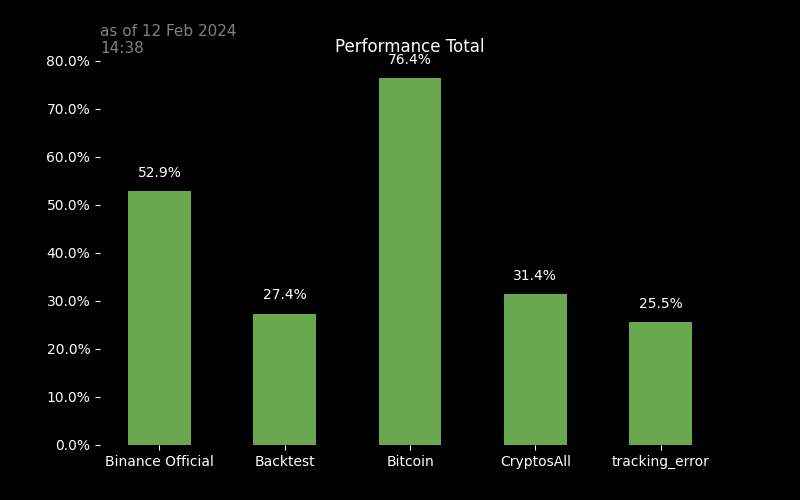 as of 12 Feb 2024
14:38
Performance Total
80.0%
70.0%
60.0%
50.0%
40.0%
30.0%
20.0%
10.0%
0.0%
52.9%
27.4%
76.4%
31.4%
25.5%
Binance Official
Backtest
Bitcoin
CryptosAll
tracking_error